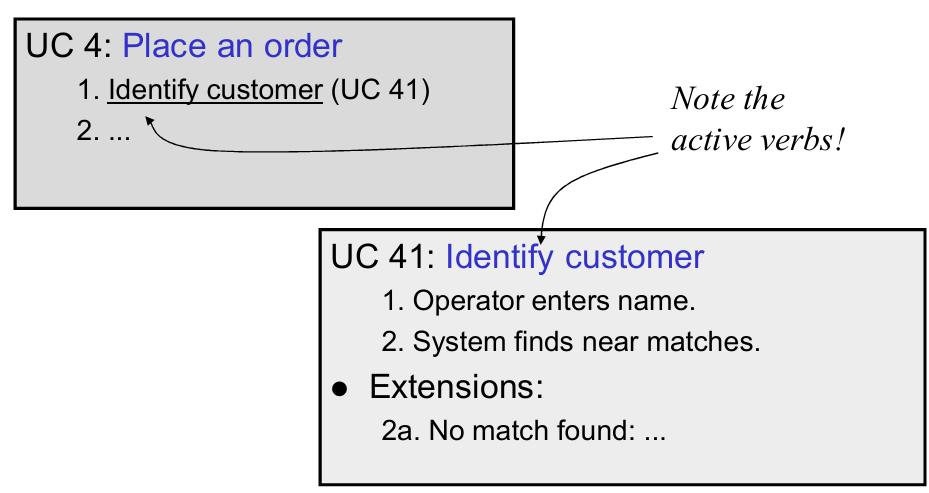 UC 4: Place an order
1. Identify customer (UC 41)
2. ...
Note the
active verbs!
UC 41: Identify customer
1. Operator enters name.
2. System finds near matches.
● Extensions:
2a. No match found: ...